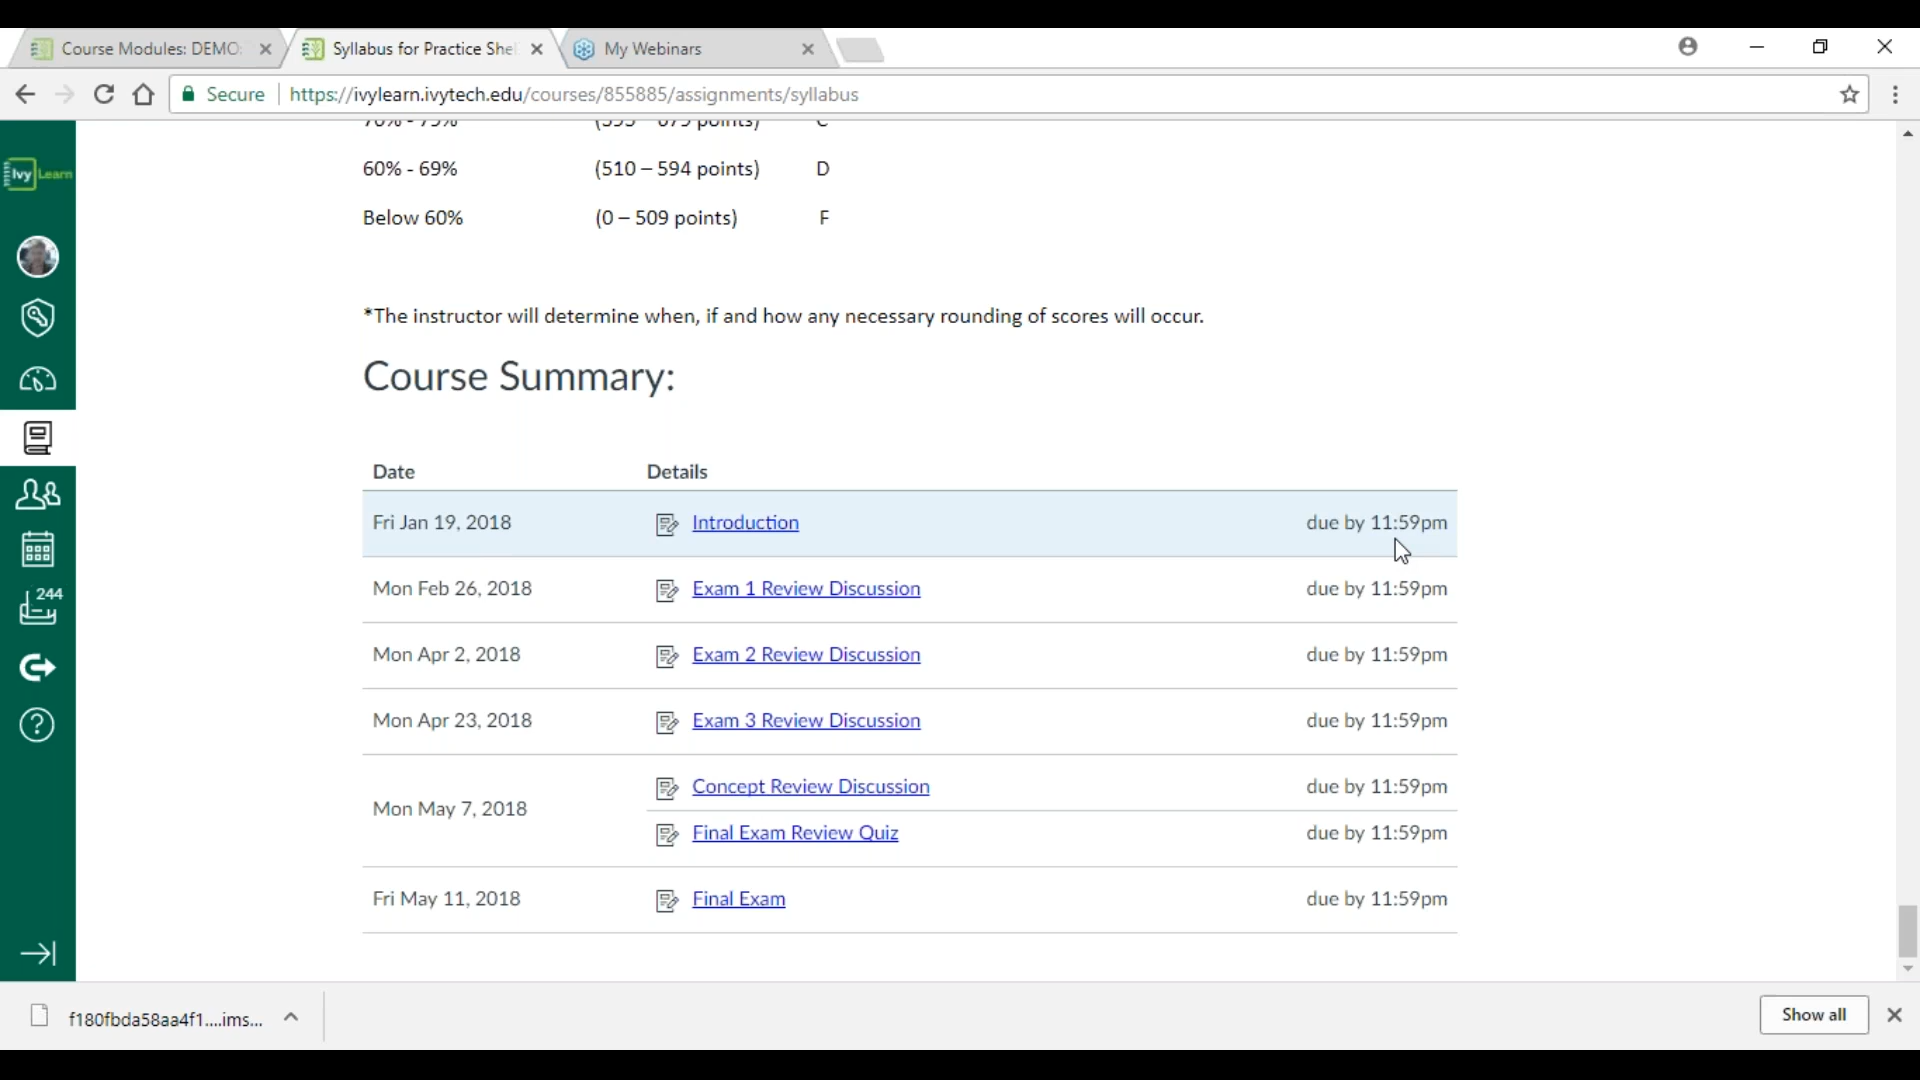 Course Modules: DEMO:
Syllabus for Practice Shel
My Webinars
Secure
https://ivylearn.ivytech.edu/courses/855885/assignments/syllabus
Ivy Learn
60% - 69% (510 – 594 points) D
Below 60% (0 – 509 points) F
*The instructor will determine when, if and how any necessary rounding of scores will occur.
Course Summary:
Date Details
Fri Jan 19, 2018 Introduction due by 11:59pm
Mon Feb 26, 2018 Exam 1 Review Discussion due by 11:59pm
244
Mon Apr 2, 2018 Exam 2 Review Discussion due by 11:59pm
Mon Apr 23, 2018 Exam 3 Review Discussion due by 11:59pm
Concept Review Discussion due by 11:59pm
Mon May 7, 2018
Final Exam Review Quiz due by 11:59pm
Fri May 11, 2018 Final Exam due by 11:59pm
f180fbda58aa4f1....ims...
Show all